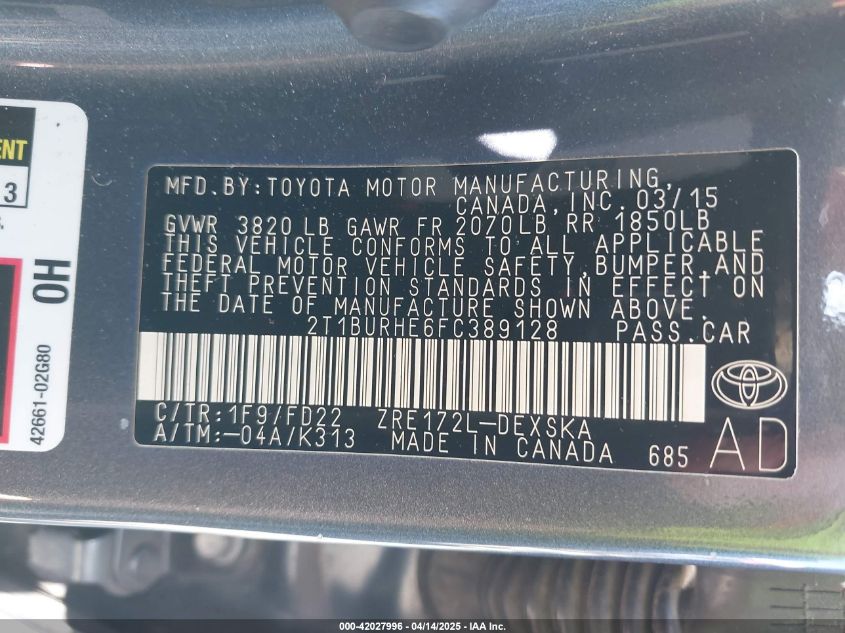 ENT
13
OH
42661-02G80
MFD.BY:TOYOTA MOTOR MANUFACTURING,
CANADA,INC. 03/15
GVWR 3820 LB GAWR FR 2070LB, RR 1850LB
THIS VEHICLE CONFORMS TO ALL APPLICABLE
FEDERAL MOTOR VEHICLE SAFETY,BUMPER,AND
THEFT PREVENTION STANDARDS IN EFFECT ON
THE DATE OF MANUFACTURE SHOWN ABOVE.
2T1BURHE6FC389128 PASS.CAR
C/TR:1F9/FD22 ZRE172L-DEXSKA
A/TM:-04A/K313 MADE IN CANADA 685 AD
000-42027996 - 04/14/2025 - IAA Inc.